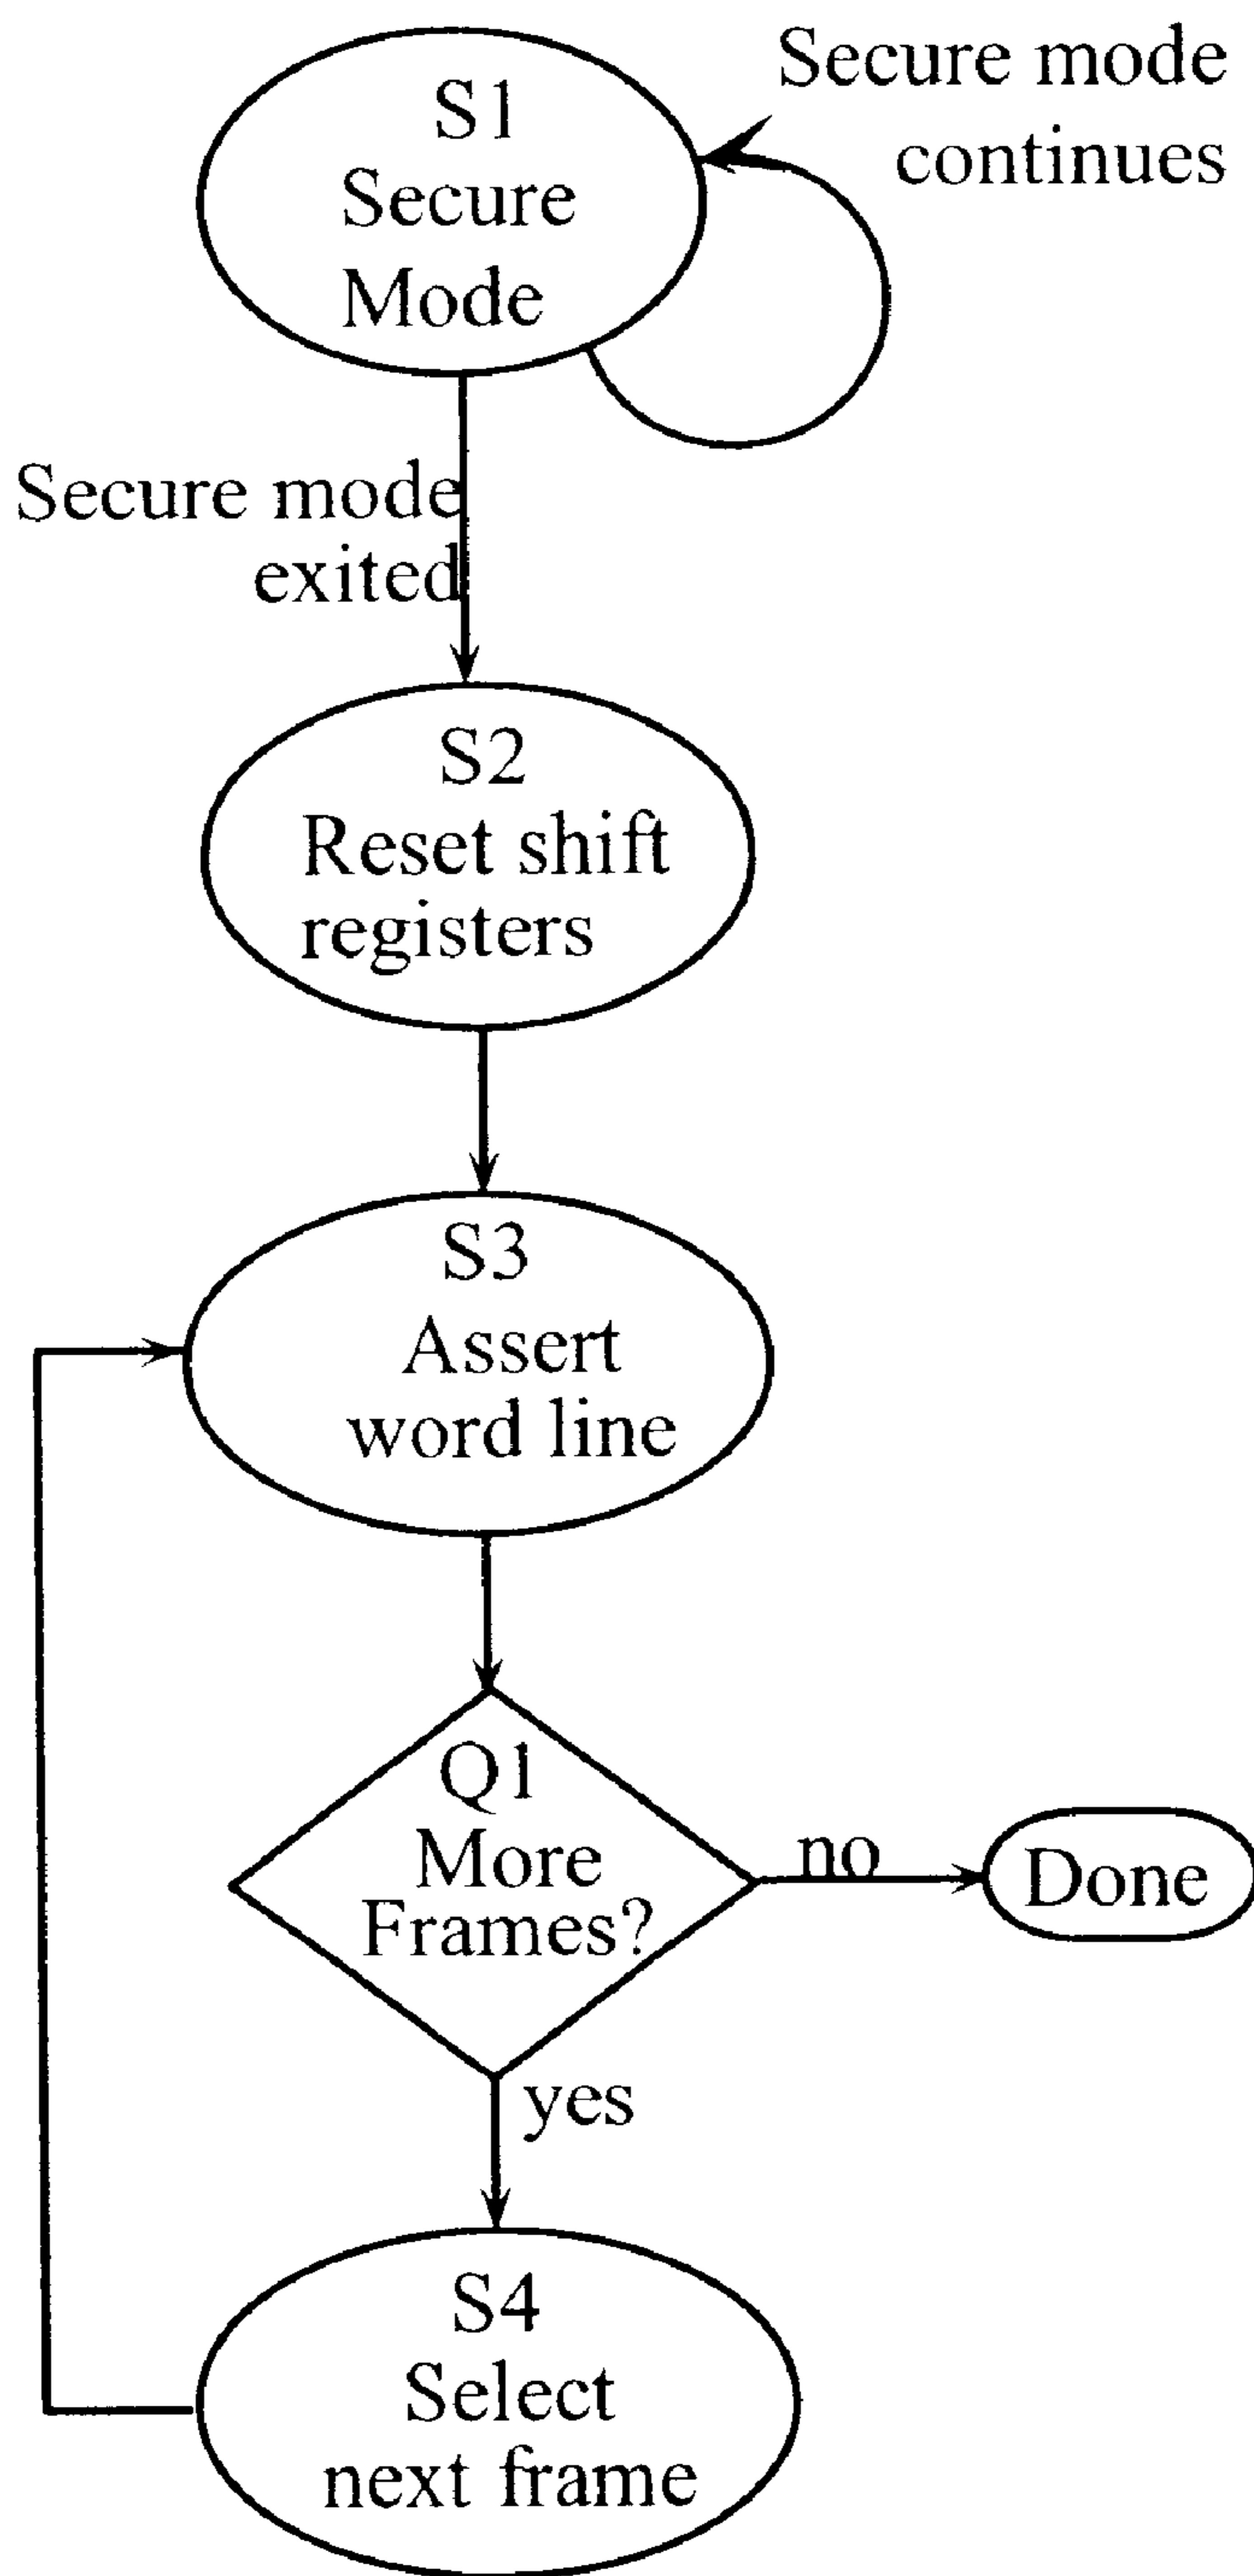 S1
Secure
Mode
Secure mode
continues
Secure mode
exited
S2
Reset shift
registers
S3
Assert
word line
Q1
More
Frames?
no
Done
yes
S4
Select
next frame